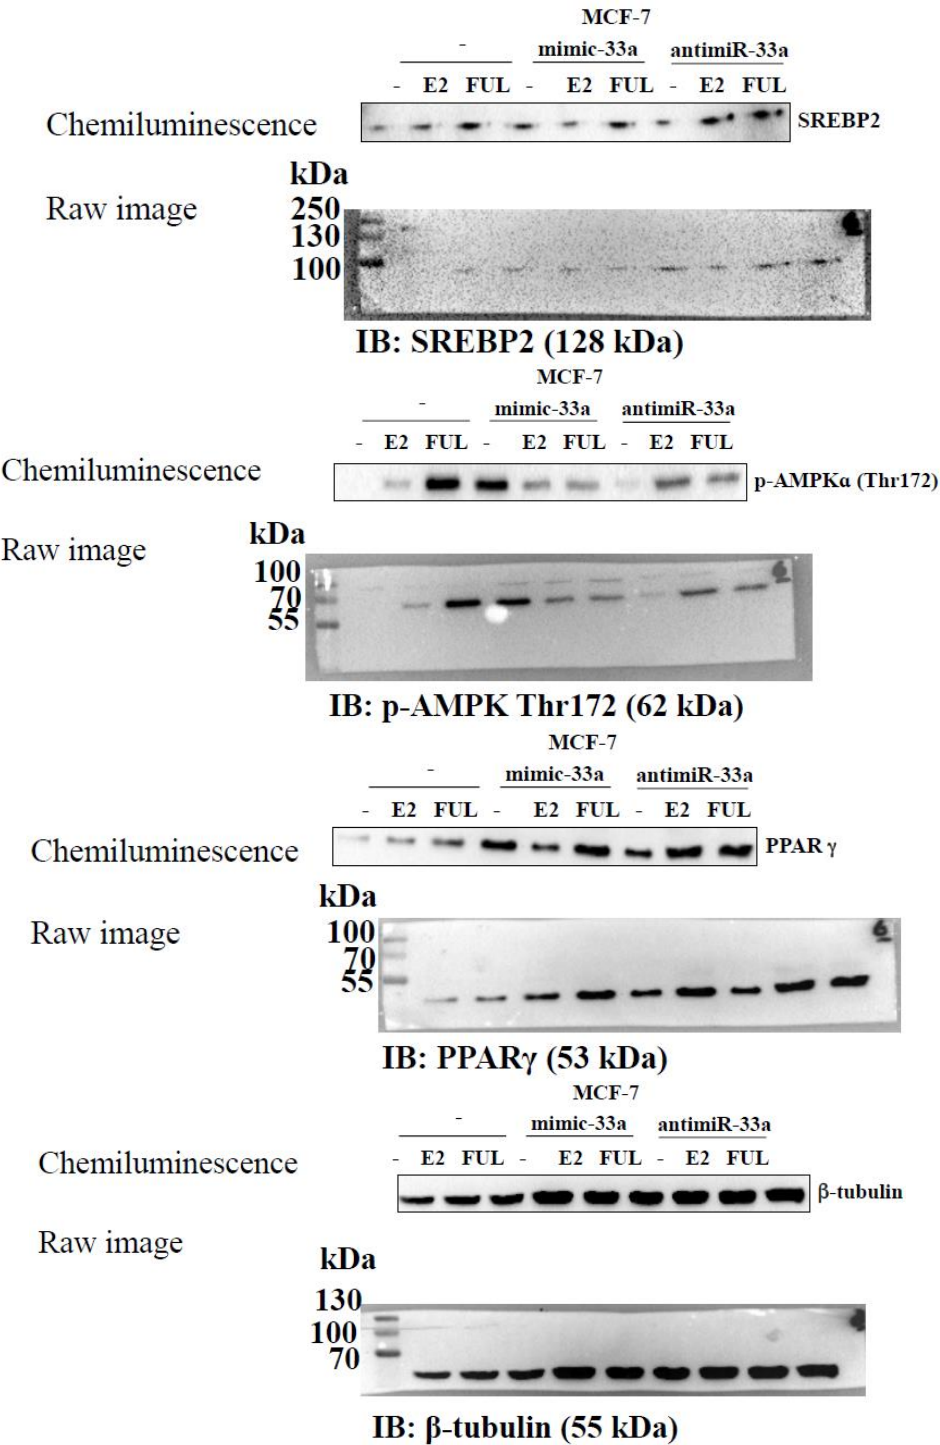 MCF-7
- mimic-33a antimiR-33a
- E2 FUL - E2 FUL - E2 FUL
Chemiluminescence SREBP2
kDa
Raw image
250
130
100
IB: SREBP2 (128 kDa)
MCF-7
- mimic-33a antimiR-33a
- E2 FUL - E2 FUL - E2 FUL
Chemiluminescence p-AMPKα (Thr172)
kDa
Raw image
100
70
55
6
IB: p-AMPK Thr172 (62 kDa)
MCF-7
- mimic-33a antimiR-33a
- E2 FUL - E2 FUL - E2 FUL
Chemiluminescence PPAR γ
kDa
Raw image
100
70
55
6
IB: PPARγ (53 kDa)
MCF-7
- mimic-33a antimiR-33a
- E2 FUL - E2 FUL - E2 FUL
Chemiluminescence β-tubulin
Raw image
kDa
130
100
70
IB: β-tubulin (55 kDa)